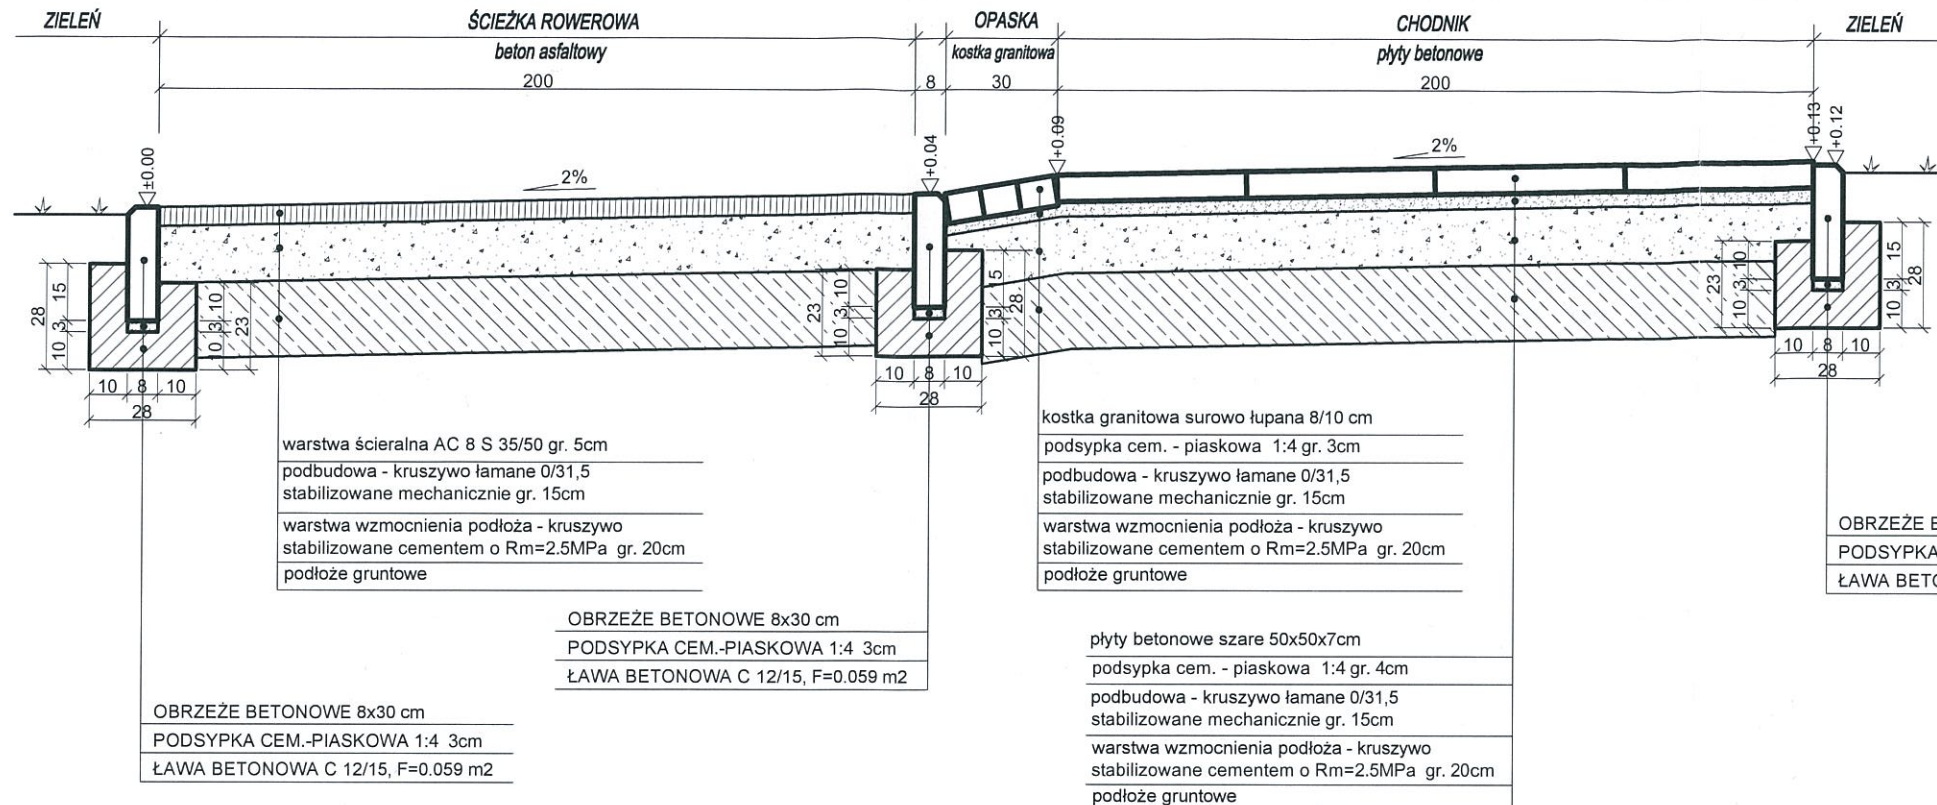 ZIELEŃ
ŚCIEŻKA ROWEROWA
OPASKA
CHODNIK
ZIELEŃ
beton asfaltowy
kostka granitowa
płyty betonowe
200
8
30
200
±0.00
+0.04
+0.09
+0.13
+0.12
2%
2%
28
15
3
10
10
3
10
23
10 8 10
28
23
10
3
10
15
3
10
28
10 8 10
28
23
10
3
10
15
3
10
28
10 8 10
28
warstwa ścieralna AC 8 S 35/50 gr. 5cm
podbudowa - kruszywo łamane 0/31,5
stabilizowane mechanicznie gr. 15cm
warstwa wzmocnienia podłoża - kruszywo
stabilizowane cementem o Rm=2.5MPa gr. 20cm
podłoże gruntowe
kostka granitowa surowo łupana 8/10 cm
podsypka cem. - piaskowa 1:4 gr. 3cm
podbudowa - kruszywo łamane 0/31,5
stabilizowane mechanicznie gr. 15cm
warstwa wzmocnienia podłoża - kruszywo
stabilizowane cementem o Rm=2.5MPa gr. 20cm
podłoże gruntowe
OBRZEŻE B
PODSYPKA
ŁAWA BETO
OBRZEŻE BETONOWE 8x30 cm
PODSYPKA CEM.-PIASKOWA 1:4 3cm
ŁAWA BETONOWA C 12/15, F=0.059 m2
płyty betonowe szare 50x50x7cm
podsypka cem. - piaskowa 1:4 gr. 4cm
podbudowa - kruszywo łamane 0/31,5
stabilizowane mechanicznie gr. 15cm
warstwa wzmocnienia podłoża - kruszywo
stabilizowane cementem o Rm=2.5MPa gr. 20cm
podłoże gruntowe
OBRZEŻE BETONOWE 8x30 cm
PODSYPKA CEM.-PIASKOWA 1:4 3cm
ŁAWA BETONOWA C 12/15, F=0.059 m2